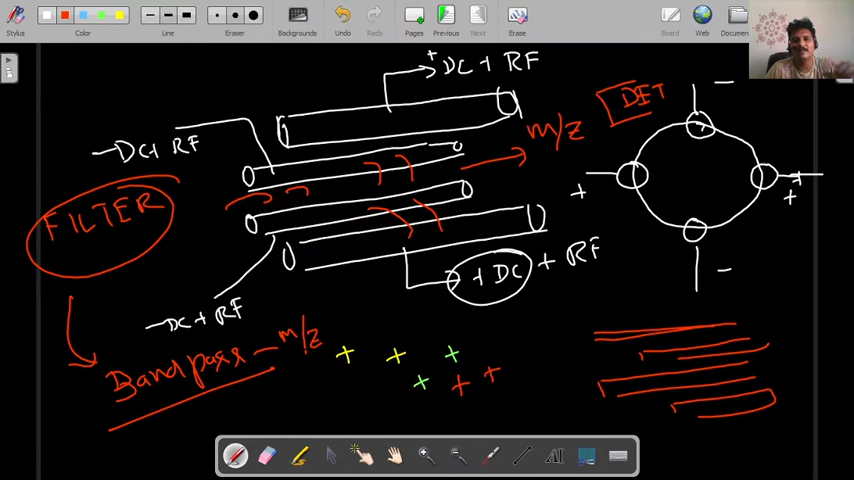 Stylus
Color
Line
Eraser
Backgrounds
Undo
Redo
Pages
Previous
Next
Erase
Board
Web
Documents
+DC + RF
DET
m/z
-DC+ RF
FILTER
+
+
+ DC + RF
-DC + RF
Bandpass - m/z
+ + +
+ + +